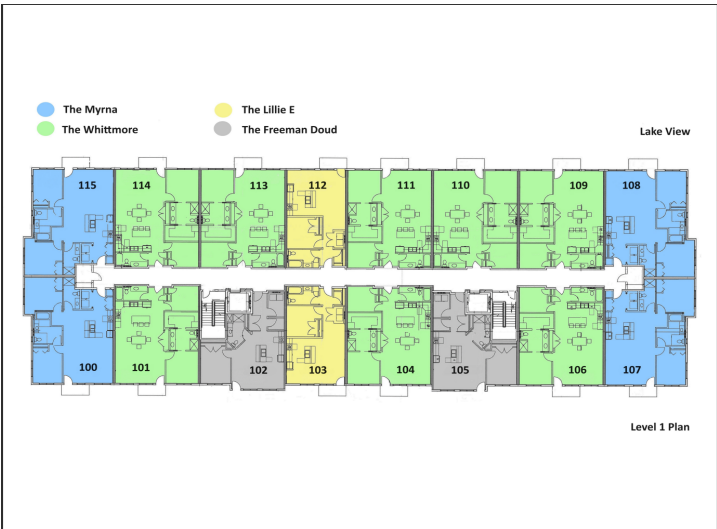 The Myrna
The Lillie E
The Whittmore
The Freeman Doud
Lake View
115
114
113
112
111
110
109
108
100
101
102
103
104
105
106
107
Level 1 Plan